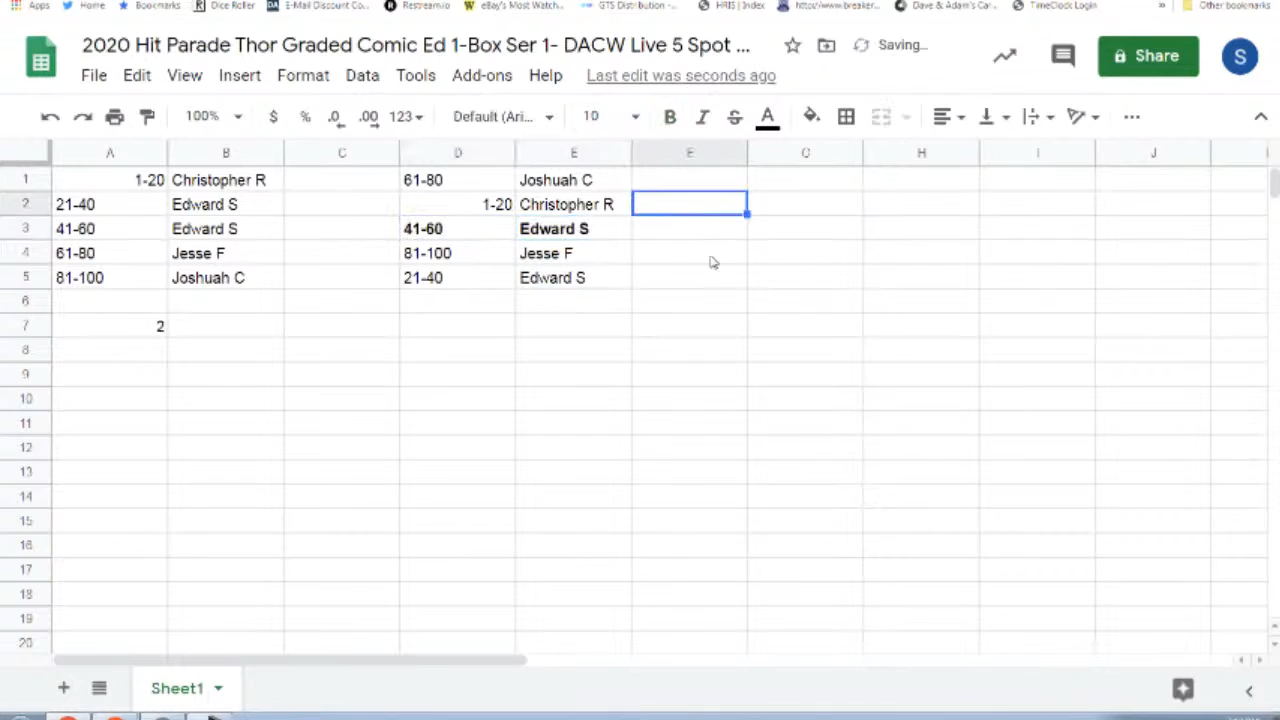 Apps Home Bookmarks Dice Roller E-Mail Discount Co... Restream.io eBay's Most Watch... GTS Distribution -... HRIS | Index http://www.breaker... Dave & Adam's Car... TimeClock Login » Other bookmarks
2020 Hit Parade Thor Graded Comic Ed 1-Box Ser 1- DACW Live 5 Spot ... Saving...
File Edit View Insert Format Data Tools Add-ons Help Last edit was seconds ago Share S
100% $ % .0 .00 123 Default (Ari... 10 B I S A ...
A B C D E F G H I J
1 1-20 Christopher R 61-80 Joshuah C
2 21-40 Edward S 1-20 Christopher R
3 41-60 Edward S 41-60 Edward S
4 61-80 Jesse F 81-100 Jesse F
5 81-100 Joshuah C 21-40 Edward S
6
7 2
8
9
10
11
12
13
14
15
16
17
18
19
20
+ Sheet1